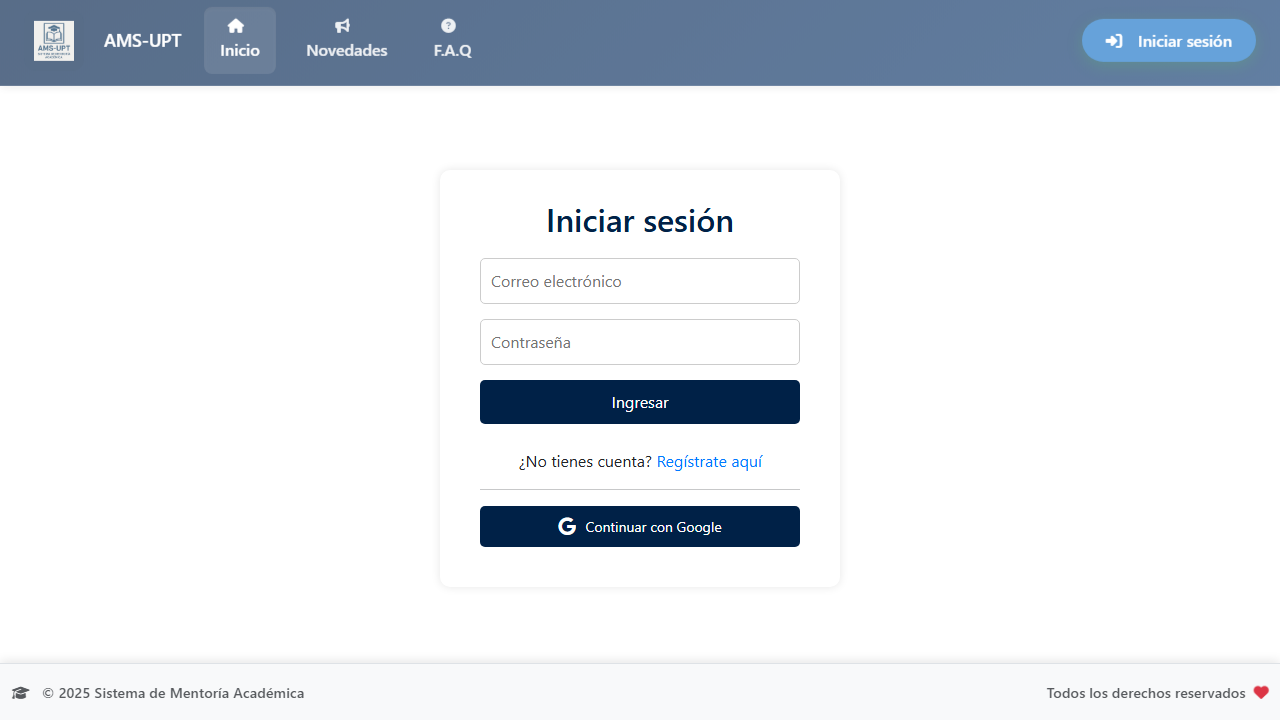 AMS-UPT
AMS-UPT
Inicio
Novedades
F.A.Q
Iniciar sesión
Iniciar sesión
Correo electrónico
Contraseña
Ingresar
¿No tienes cuenta? Regístrate aquí
Continuar con Google
© 2025 Sistema de Mentoría Académica
Todos los derechos reservados